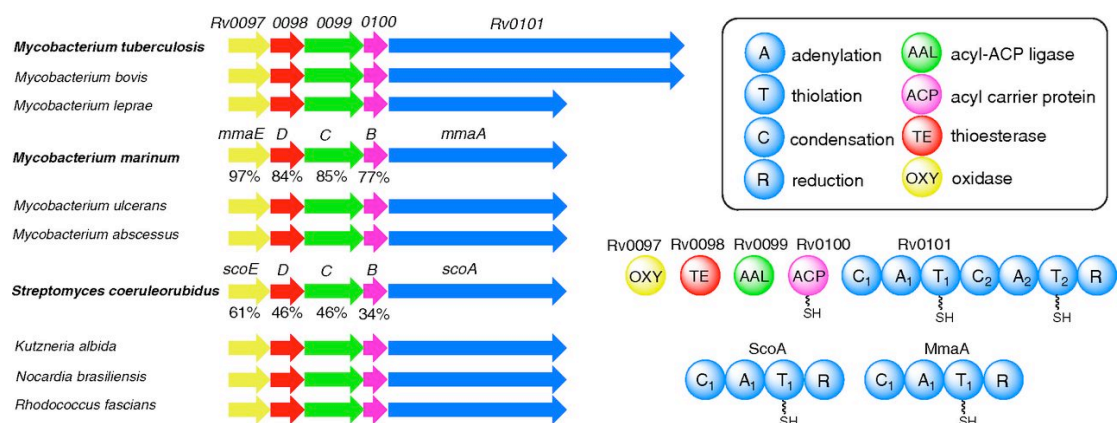 Rv0097 0098 0099 0100 Rv0101
Mycobacterium tuberculosis
Mycobacterium bovis
Mycobacterium leprae
mmaE D C B mmaA
Mycobacterium marinum
97% 84% 85% 77%
Mycobacterium ulcerans
Mycobacterium abscessus
scoE D C B scoA
Streptomyces coeruleorubidus
61% 46% 46% 34%
Kutzneria albida
Nocardia brasiliensis
Rhodococcus fascians
A adenylation AAL acyl-ACP ligase
T thiolation ACP acyl carrier protein
C condensation TE thioesterase
R reduction OXY oxidase
Rv0097 Rv0098 Rv0099 Rv0100 Rv0101
OXY TE AAL ACP C1 A1 T1 C2 A2 T2 R
SH SH SH
ScoA MmaA
C1 A1 T1 R C1 A1 T1 R
SH SH